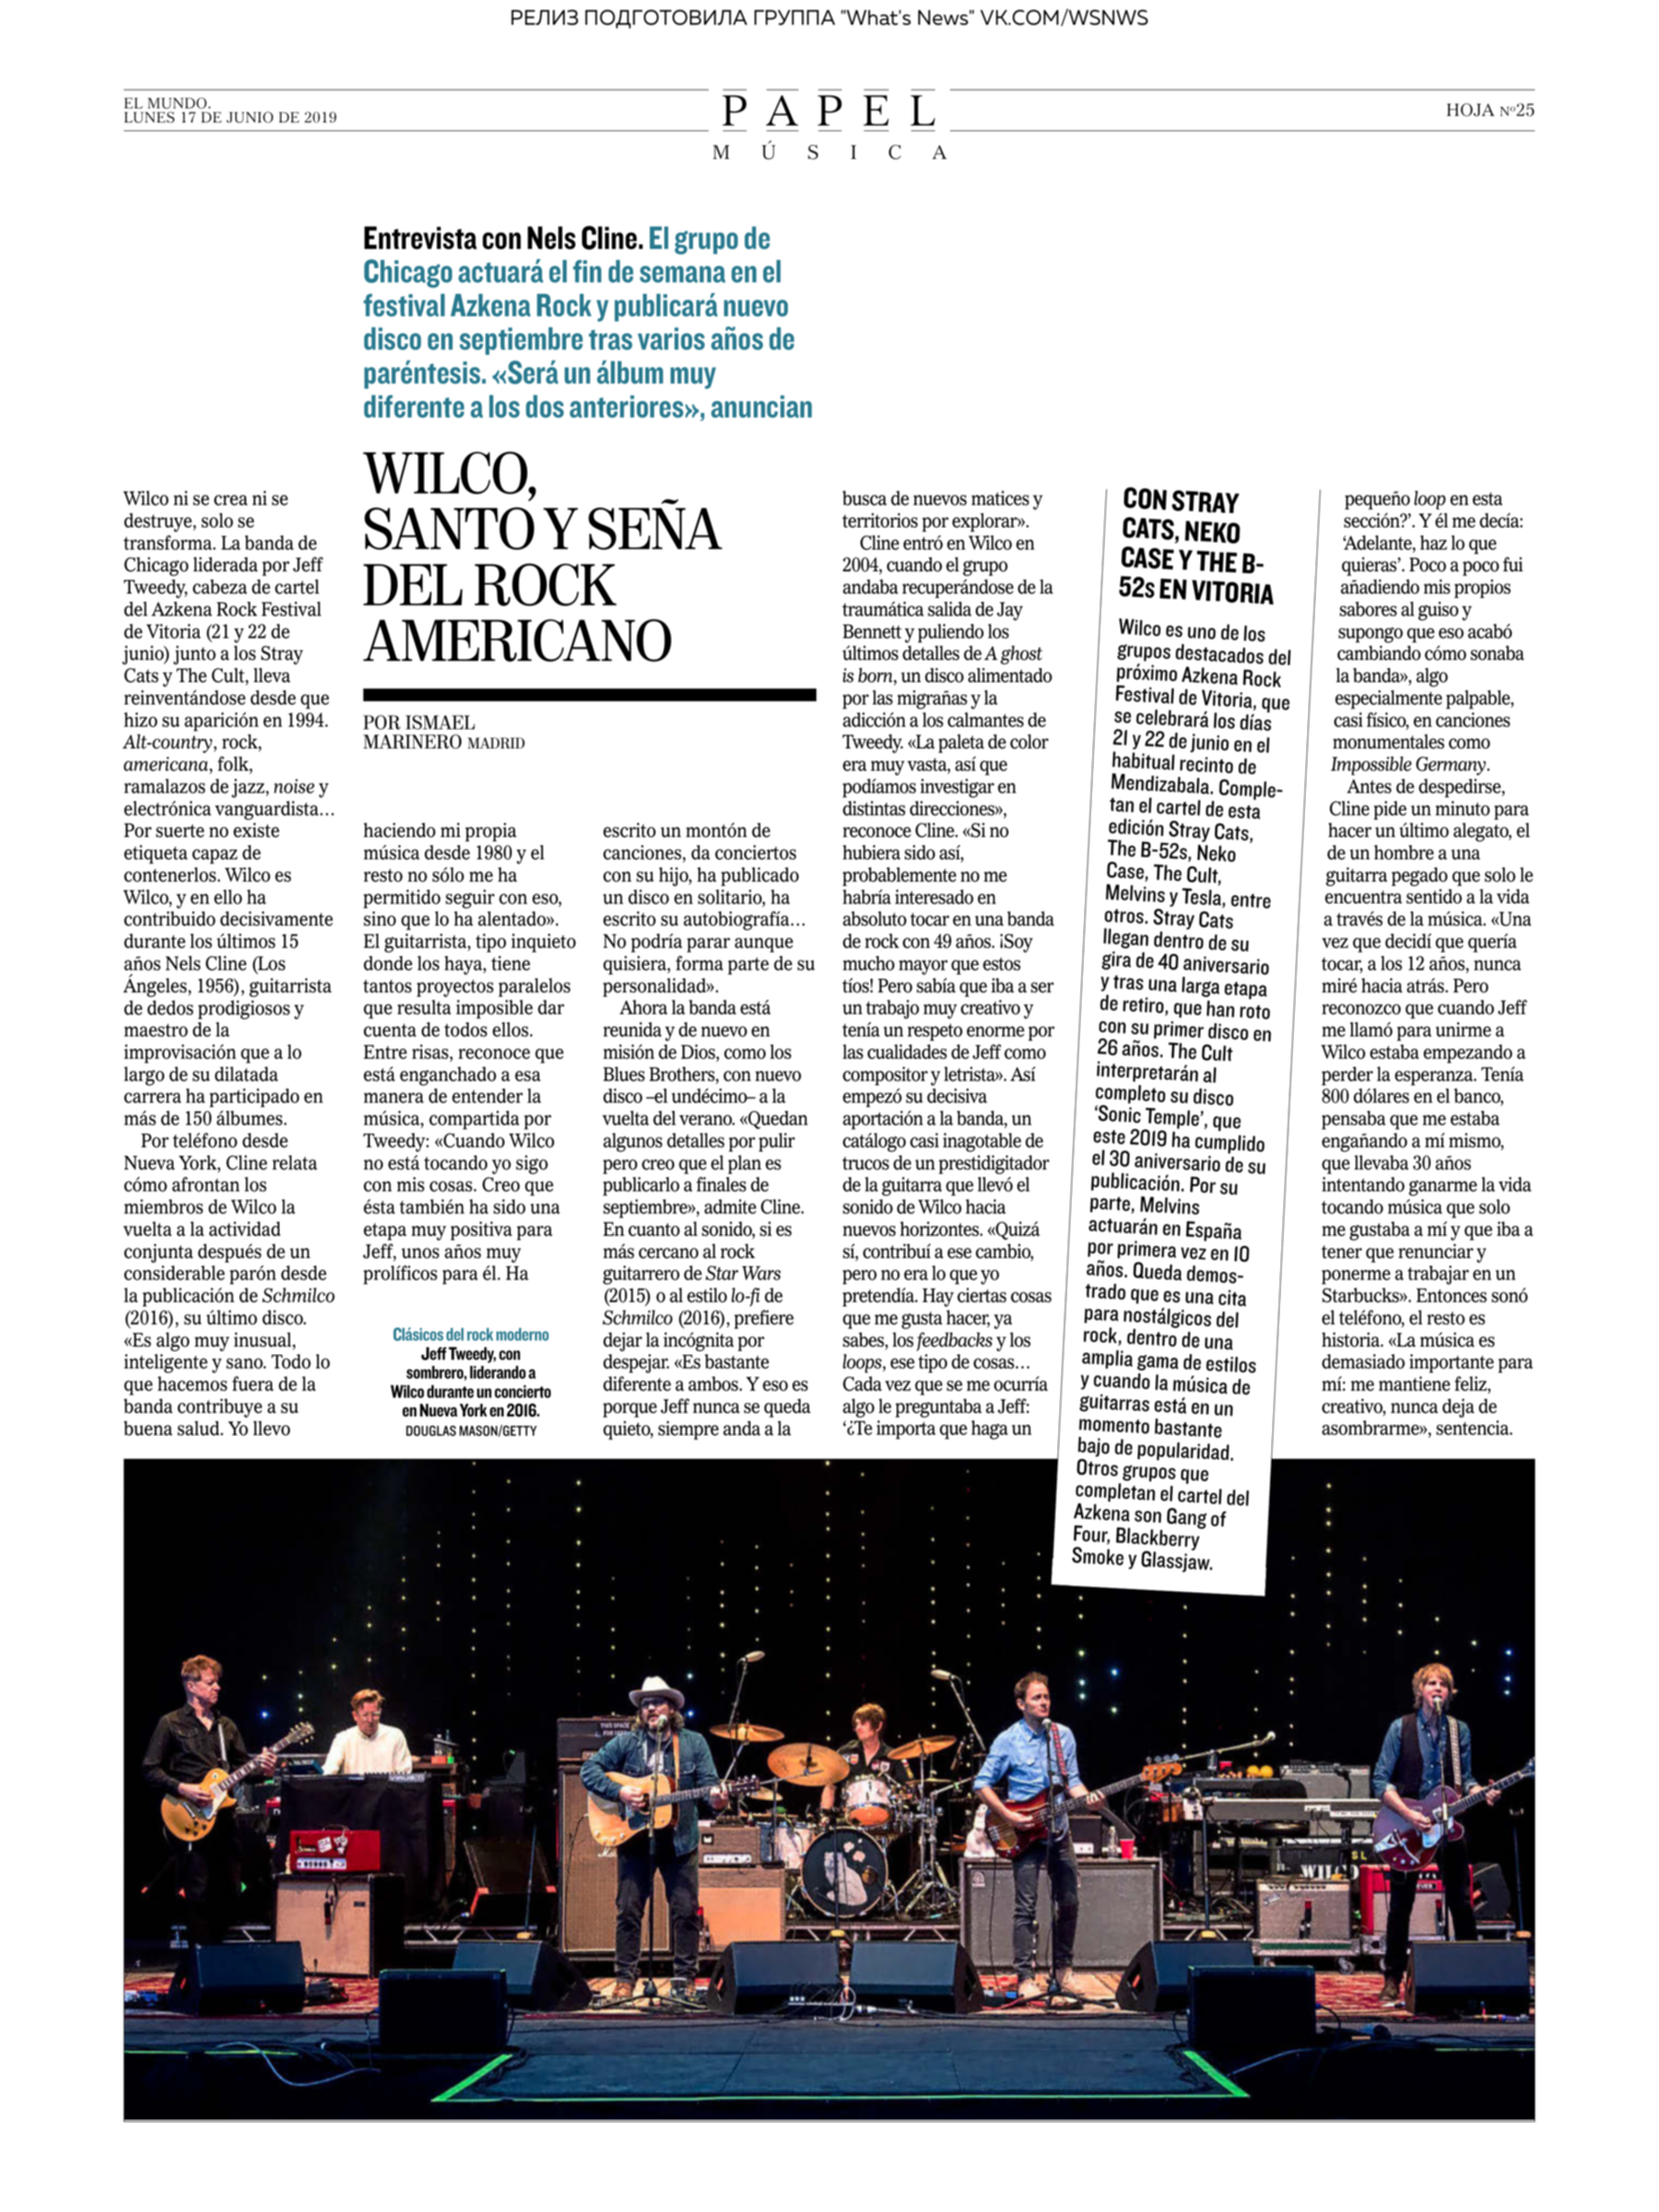 РЕЛИЗ ПОДГОТОВИЛА ГРУППА "What's News" VK.COM/WSNWS
EL MUNDO.
LUNES 17 DE JUNIO DE 2019
PAPEL
MÚSICA
HOJA Nº25
Entrevista con Nels Cline. El grupo de
Chicago actuará el fin de semana en el
festival Azkena Rock y publicará nuevo
disco en septiembre tras varios años de
paréntesis. «Será un álbum muy
diferente a los dos anteriores», anuncian
WILCO,
SANTO Y SEÑA
DEL ROCK
AMERICANO
POR ISMAEL
MARINERO MADRID
Wilco ni se crea ni se
destruye, solo se
transforma. La banda de
Chicago liderada por Jeff
Tweedy, cabeza de cartel
del Azkena Rock Festival
de Vitoria (21 y 22 de
junio) junto a los Stray
Cats y The Cult, lleva
reinventándose desde que
hizo su aparición en 1994.
Alt-country, rock,
americana, folk,
ramalazos de jazz, noise y
electrónica vanguardista…
Por suerte no existe
etiqueta capaz de
contenerlos. Wilco es
Wilco, y en ello ha
contribuido decisivamente
durante los últimos 15
años Nels Cline (Los
Ángeles, 1956), guitarrista
de dedos prodigiosos y
maestro de la
improvisación que a lo
largo de su dilatada
carrera ha participado en
más de 150 álbumes.
Por teléfono desde
Nueva York, Cline relata
cómo afrontan los
miembros de Wilco la
vuelta a la actividad
conjunta después de un
considerable parón desde
la publicación de Schmilco
(2016), su último disco.
«Es algo muy inusual,
inteligente y sano. Todo lo
que hacemos fuera de la
banda contribuye a su
buena salud. Yo llevo
haciendo mi propia
música desde 1980 y el
resto no sólo me ha
permitido seguir con eso,
sino que lo ha alentado».
El guitarrista, tipo inquieto
donde los haya, tiene
tantos proyectos paralelos
que resulta imposible dar
cuenta de todos ellos.
Entre risas, reconoce que
está enganchado a esa
manera de entender la
música, compartida por
Tweedy: «Cuando Wilco
no está tocando yo sigo
con mis cosas. Creo que
ésta también ha sido una
etapa muy positiva para
Jeff, unos años muy
prolíficos para él. Ha
Clásicos del rock moderno
Jeff Tweedy, con
sombrero, liderando a
Wilco durante un concierto
en Nueva York en 2016.
DOUGLAS MASON/GETTY
escrito un montón de
canciones, da conciertos
con su hijo, ha publicado
un disco en solitario, ha
escrito su autobiografía…
No podría parar aunque
quisiera, forma parte de su
personalidad».
Ahora la banda está
reunida y de nuevo en
misión de Dios, como los
Blues Brothers, con nuevo
disco –el undécimo– a la
vuelta del verano. «Quedan
algunos detalles por pulir
pero creo que el plan es
publicarlo a finales de
septiembre», admite Cline.
En cuanto al sonido, si es
más cercano al rock
guitarrero de Star Wars
(2015) o al estilo lo-fi de
Schmilco (2016), prefiere
dejar la incógnita por
despejar. «Es bastante
diferente a ambos. Y eso es
porque Jeff nunca se queda
quieto, siempre anda a la
busca de nuevos matices y
territorios por explorar».
Cline entró en Wilco en
2004, cuando el grupo
andaba recuperándose de la
traumática salida de Jay
Bennett y puliendo los
últimos detalles de A ghost
is born, un disco alimentado
por las migrañas y la
adicción a los calmantes de
Tweedy. «La paleta de color
era muy vasta, así que
podíamos investigar en
distintas direcciones»,
reconoce Cline. «Si no
hubiera sido así,
probablemente no me
habría interesado en
absoluto tocar en una banda
de rock con 49 años. ¡Soy
mucho mayor que estos
tíos! Pero sabía que iba a ser
un trabajo muy creativo y
tenía un respeto enorme por
las cualidades de Jeff como
compositor y letrista». Así
empezó su decisiva
aportación a la banda, un
catálogo casi inagotable de
trucos de un prestidigitador
de la guitarra que llevó el
sonido de Wilco hacia
nuevos horizontes. «Quizá
sí, contribuí a ese cambio,
pero no era lo que yo
pretendía. Hay ciertas cosas
que me gusta hacer, ya
sabes, los feedbacks y los
loops, ese tipo de cosas…
Cada vez que se me ocurría
algo le preguntaba a Jeff:
‘¿Te importa que haga un
pequeño loop en esta
sección?’. Y él me decía:
‘Adelante, haz lo que
quieras’. Poco a poco fui
añadiendo mis propios
sabores al guiso y
supongo que eso acabó
cambiando cómo sonaba
la banda», algo
especialmente palpable,
casi físico, en canciones
monumentales como
Impossible Germany.
Antes de despedirse,
Cline pide un minuto para
hacer un último alegato, el
de un hombre a una
guitarra pegado que solo le
encuentra sentido a la vida
a través de la música. «Una
vez que decidí que quería
tocar, a los 12 años, nunca
miré hacia atrás. Pero
reconozco que cuando Jeff
me llamó para unirme a
Wilco estaba empezando a
perder la esperanza. Tenía
800 dólares en el banco,
pensaba que me estaba
engañando a mí mismo,
que llevaba 30 años
intentando ganarme la vida
tocando música que solo
me gustaba a mí y que iba a
tener que renunciar y
ponerme a trabajar en un
Starbucks». Entonces sonó
el teléfono, el resto es
historia. «La música es
demasiado importante para
mí: me mantiene feliz,
creativo, nunca deja de
asombrarme», sentencia.
CON STRAY
CATS, NEKO
CASE Y THE B-
52s EN VITORIA
Wilco es uno de los
grupos destacados del
próximo Azkena Rock
Festival de Vitoria, que
se celebrará los días
21 y 22 de junio en el
habitual recinto de
Mendizabala. Comple-
tan el cartel de esta
edición Stray Cats,
The B-52s, Neko
Case, The Cult,
Melvins y Tesla, entre
otros. Stray Cats
llegan dentro de su
gira de 40 aniversario
y tras una larga etapa
de retiro, que han roto
con su primer disco en
26 años. The Cult
interpretarán al
completo su disco
‘Sonic Temple’, que
este 2019 ha cumplido
el 30 aniversario de su
publicación. Por su
parte, Melvins
actuarán en España
por primera vez en 10
años. Queda demos-
trado que es una cita
para nostálgicos del
rock, dentro de una
amplia gama de estilos
y cuando la música de
guitarras está en un
momento bastante
bajo de popularidad.
Otros grupos que
completan el cartel del
Azkena son Gang of
Four, Blackberry
Smoke y Glassjaw.
WILCO